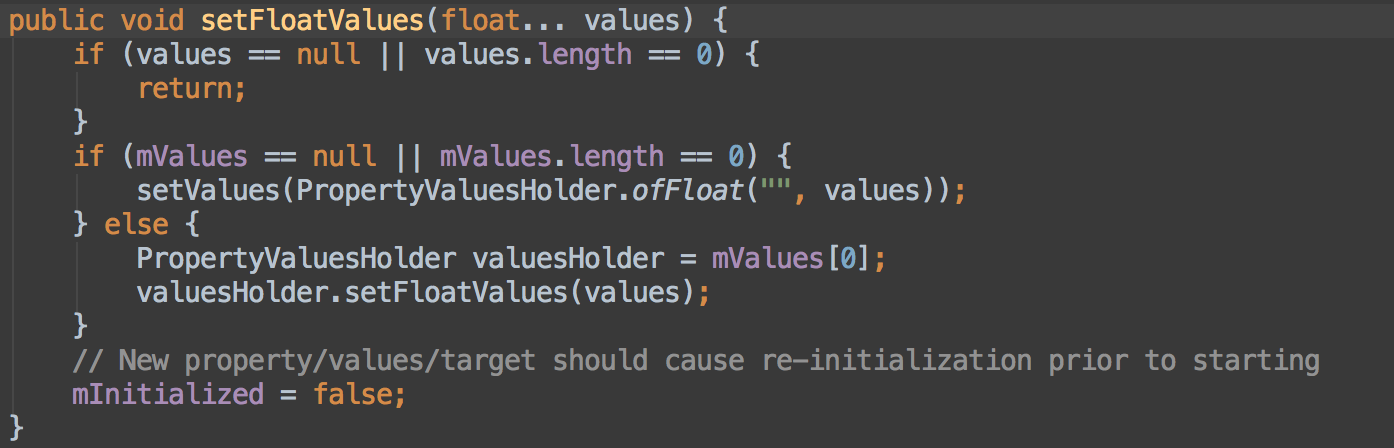 public void setFloatValues(float... values) {
    if (values == null || values.length == 0) {
        return;
    }
    if (mValues == null || mValues.length == 0) {
        setValues(PropertyValuesHolder.ofFloat("", values));
    } else {
        PropertyValuesHolder valuesHolder = mValues[0];
        valuesHolder.setFloatValues(values);
    }
    // New property/values/target should cause re-initialization prior to starting
    mInitialized = false;
}